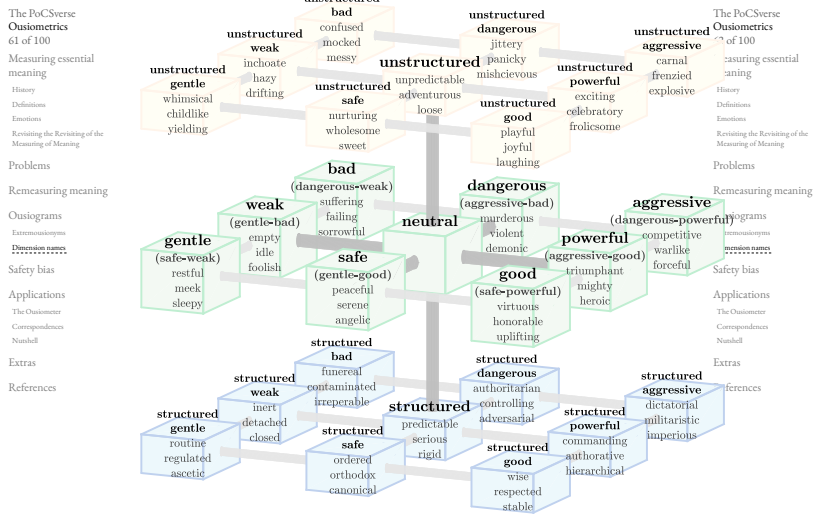 The PoCSverse
Ousiometrics
61 of 100
Measuring essential
meaning
History
Definitions
Emotions
Revisiting the Revisiting of the
Measuring of Meaning
Problems
Remeasuring meaning
Ousiograms
Extremousionyms
Dimension names
Safety bias
Applications
The Ousiometer
Correspondences
Nutshell
Extras
References
unstructured
bad
confused
mocked
messy
unstructured
dangerous
jittery
panicky
mishcievous
unstructured
aggressive
carnal
frenzied
explosive
unstructured
weak
inchoate
hazy
drifting
unstructured
unpredictable
adventurous
loose
unstructured
powerful
exciting
celebratory
frolicsome
unstructured
gentle
whimsical
childlike
yielding
unstructured
safe
nurturing
wholesome
sweet
unstructured
good
playful
joyful
laughing
bad
(dangerous-weak)
suffering
failing
sorrowful
dangerous
(aggressive-bad)
murderous
violent
demonic
aggressive
(dangerous-powerful)
competitive
warlike
forceful
weak
(gentle-bad)
empty
idle
foolish
neutral
powerful
(aggressive-good)
triumphant
mighty
heroic
gentle
(safe-weak)
restful
meek
sleepy
safe
(gentle-good)
peaceful
serene
angelic
good
(safe-powerful)
virtuous
honorable
uplifting
structured
bad
funereal
contaminated
irreperable
structured
dangerous
authoritarian
controlling
adversarial
structured
aggressive
dictatorial
militaristic
imperious
structured
weak
inert
detached
closed
structured
predictable
serious
rigid
structured
powerful
commanding
authorative
hierarchical
structured
gentle
routine
regulated
ascetic
structured
safe
ordered
orthodox
canonical
structured
good
wise
respected
stable
The PoCSverse
Ousiometrics
of 100
Measuring essential
meaning
History
Definitions
Emotions
Revisiting the Revisiting of the
Measuring of Meaning
Problems
Remeasuring meaning
Safety bias
Applications
The Ousiometer
Correspondences
Nutshell
Extras